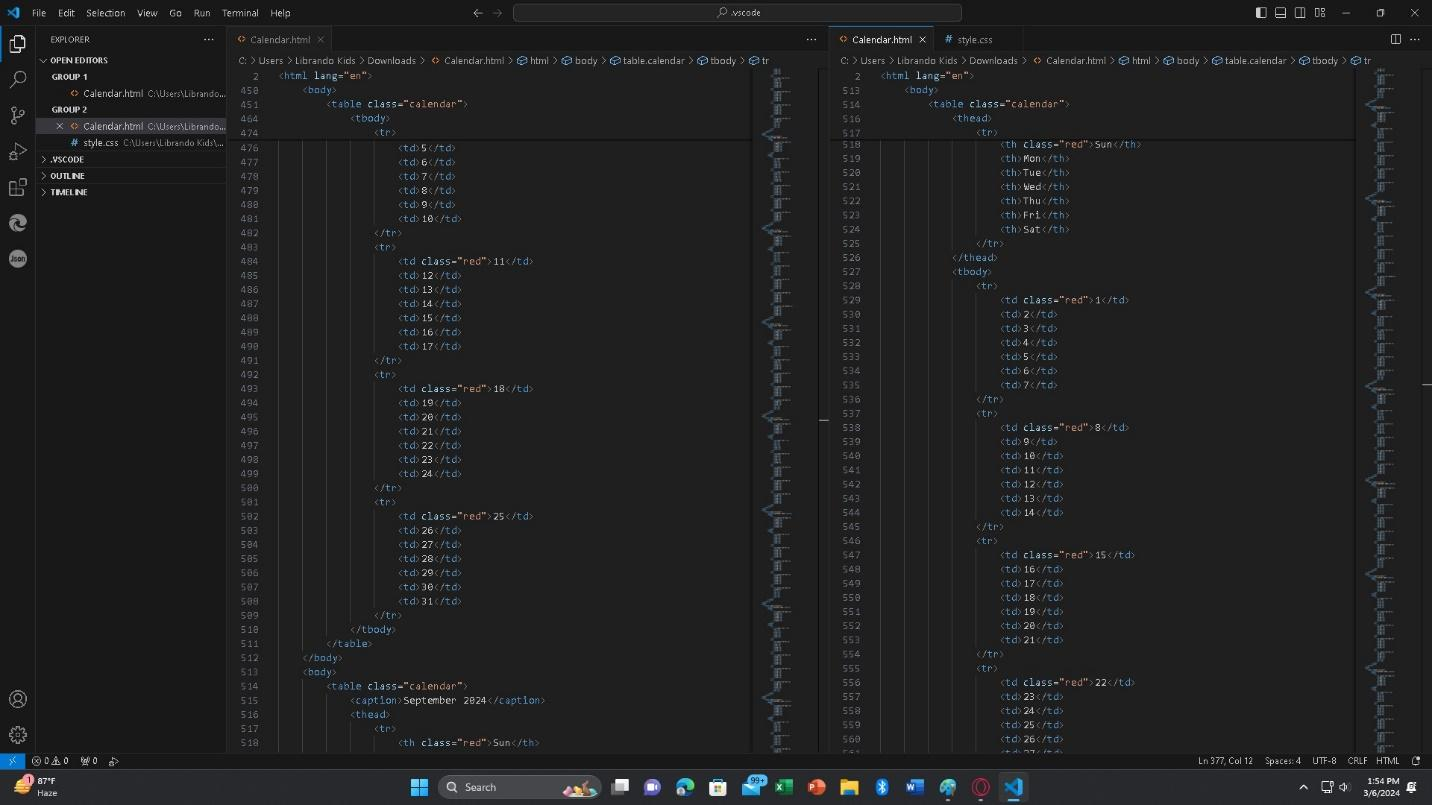 File Edit Selection View Go Run Terminal Help
.vscode
EXPLORER
OPEN EDITORS
GROUP 1
Calendar.html C:\Users\Librando...
GROUP 2
Calendar.html C:\Users\Librando...
style.css C:\Users\Librando Kids\...
.VSCODE
OUTLINE
TIMELINE
Calendar.html
C: > Users > Librando Kids > Downloads > Calendar.html > html > body > table.calendar > tbody > tr
2 <html lang="en">
450 <body>
451 <table class="calendar">
464 <tbody>
474 <tr>
476 <td>5</td>
477 <td>6</td>
478 <td>7</td>
479 <td>8</td>
480 <td>9</td>
481 <td>10</td>
482 </tr>
483 <tr>
484 <td class="red">11</td>
485 <td>12</td>
486 <td>13</td>
487 <td>14</td>
488 <td>15</td>
489 <td>16</td>
490 <td>17</td>
491 </tr>
492 <tr>
493 <td class="red">18</td>
494 <td>19</td>
495 <td>20</td>
496 <td>21</td>
497 <td>22</td>
498 <td>23</td>
499 <td>24</td>
500 </tr>
501 <tr>
502 <td class="red">25</td>
503 <td>26</td>
504 <td>27</td>
505 <td>28</td>
506 <td>29</td>
507 <td>30</td>
508 <td>31</td>
509 </tr>
510 </tbody>
511 </table>
512 </body>
513 <body>
514 <table class="calendar">
515 <caption>September 2024</caption>
516 <thead>
517 <tr>
518 <th class="red">Sun</th>
Calendar.html style.css
C: > Users > Librando Kids > Downloads > Calendar.html > html > body > table.calendar > tbody > tr
2 <html lang="en">
513 <body>
514 <table class="calendar">
516 <thead>
517 <tr>
518 <th class="red">Sun</th>
519 <th>Mon</th>
520 <th>Tue</th>
521 <th>Wed</th>
522 <th>Thu</th>
523 <th>Fri</th>
524 <th>Sat</th>
525 </tr>
526 </thead>
527 <tbody>
528 <tr>
529 <td class="red">1</td>
530 <td>2</td>
531 <td>3</td>
532 <td>4</td>
533 <td>5</td>
534 <td>6</td>
535 <td>7</td>
536 </tr>
537 <tr>
538 <td class="red">8</td>
539 <td>9</td>
540 <td>10</td>
541 <td>11</td>
542 <td>12</td>
543 <td>13</td>
544 <td>14</td>
545 </tr>
546 <tr>
547 <td class="red">15</td>
548 <td>16</td>
549 <td>17</td>
550 <td>18</td>
551 <td>19</td>
552 <td>20</td>
553 <td>21</td>
554 </tr>
555 <tr>
556 <td class="red">22</td>
557 <td>23</td>
558 <td>24</td>
559 <td>25</td>
560 <td>26</td>
Json
0 0 0
Ln 377, Col 12 Spaces: 4 UTF-8 CRLF HTML
1
87°F
Haze
Search
99+
1:54 PM
3/6/2024